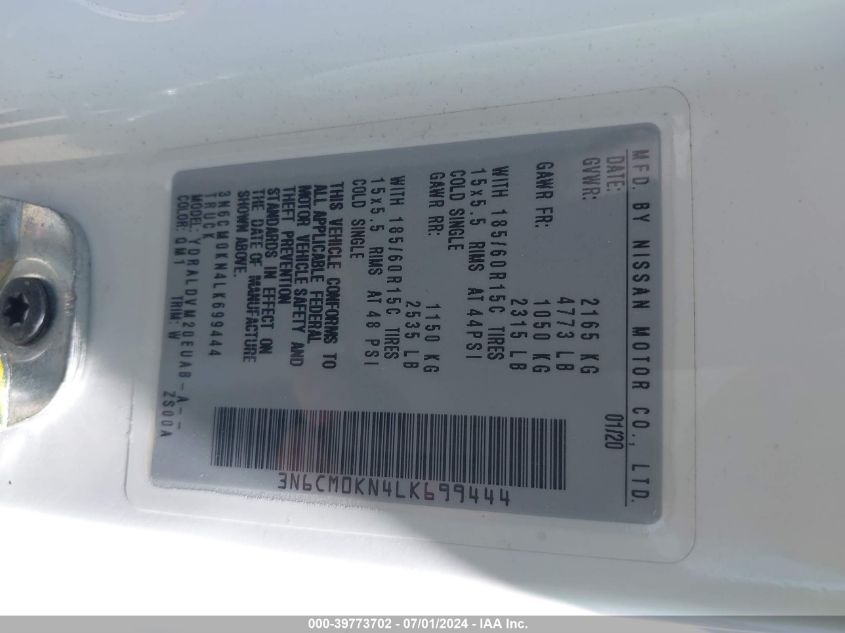 MFD. BY NISSAN MOTOR CO., LTD.
DATE: 01/20
GVWR: 2165 KG
4773 LB
GAWR FR: 1050 KG
2315 LB
WITH 185/60R15C TIRES
15x5.5 RIMS AT 44PSI
COLD SINGLE
GAWR RR: 1150 KG
2535 LB
WITH 185/60R15C TIRES
15x5.5 RIMS AT 48 PSI
COLD SINGLE
THIS VEHICLE CONFORMS TO
ALL APPLICABLE FEDERAL
MOTOR VEHICLE SAFETY AND
THEFT PREVENTION
STANDARDS IN EFFECT ON
THE DATE OF MANUFACTURE
SHOWN ABOVE.
3N6CM0KN4LK699444
TRUCK
MODEL: YDRALDVM20EUAB-A--
COLOR: QM1 TRIM: W 2S00A
3N6CM0KN4LK699444
000-39773702 - 07/01/2024 - IAA Inc.